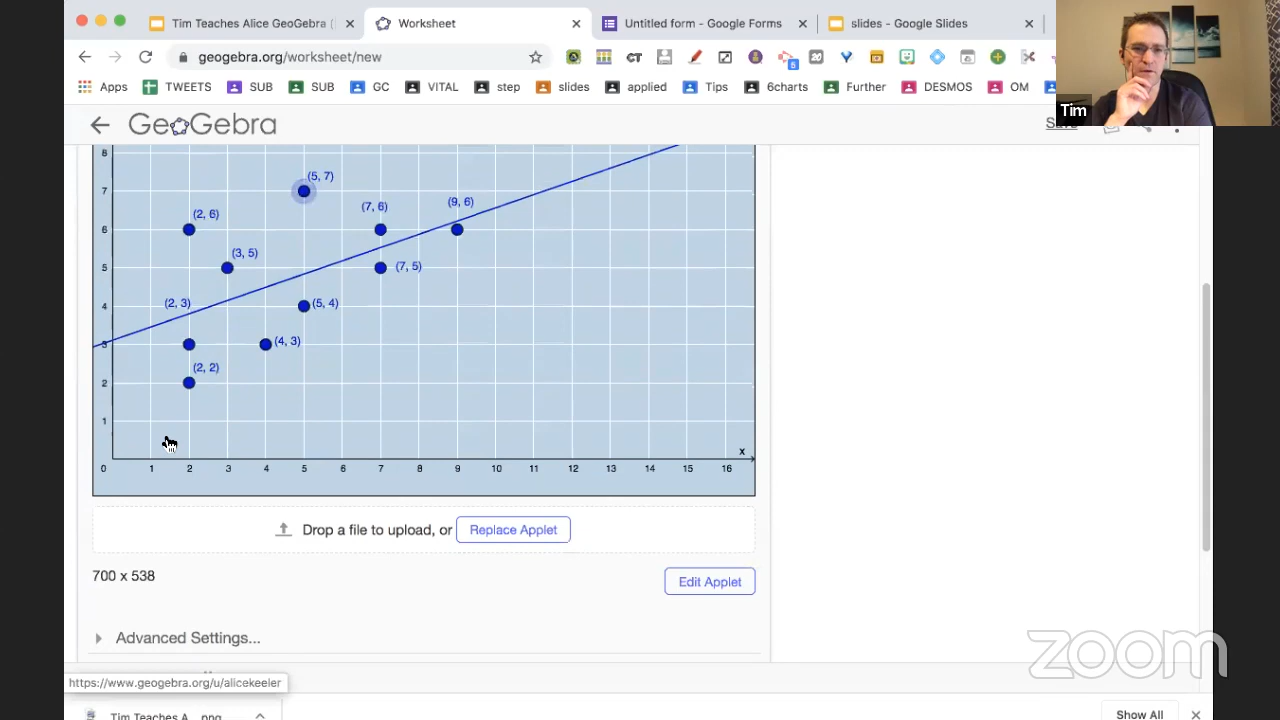 Tim Teaches Alice GeoGebra (
Worksheet
Untitled form - Google Forms
slides - Google Slides
geogebra.org/worksheet/new
Apps TWEETS SUB SUB GC VITAL step slides applied Tips 6charts Further DESMOS OM
Tim
GeoGebra
Save
8
7
6
5
4
3
2
1
(5, 7)
(2, 6)
(7, 6)
(9, 6)
(3, 5)
(7, 5)
(2, 3)
(5, 4)
(4, 3)
(2, 2)
x
0 1 2 3 4 5 6 7 8 9 10 11 12 13 14 15 16
Drop a file to upload, or Replace Applet
700 x 538
Edit Applet
Advanced Settings...
zoom
https://www.geogebra.org/u/alicekeeler
Tim Teaches A....png
Show All